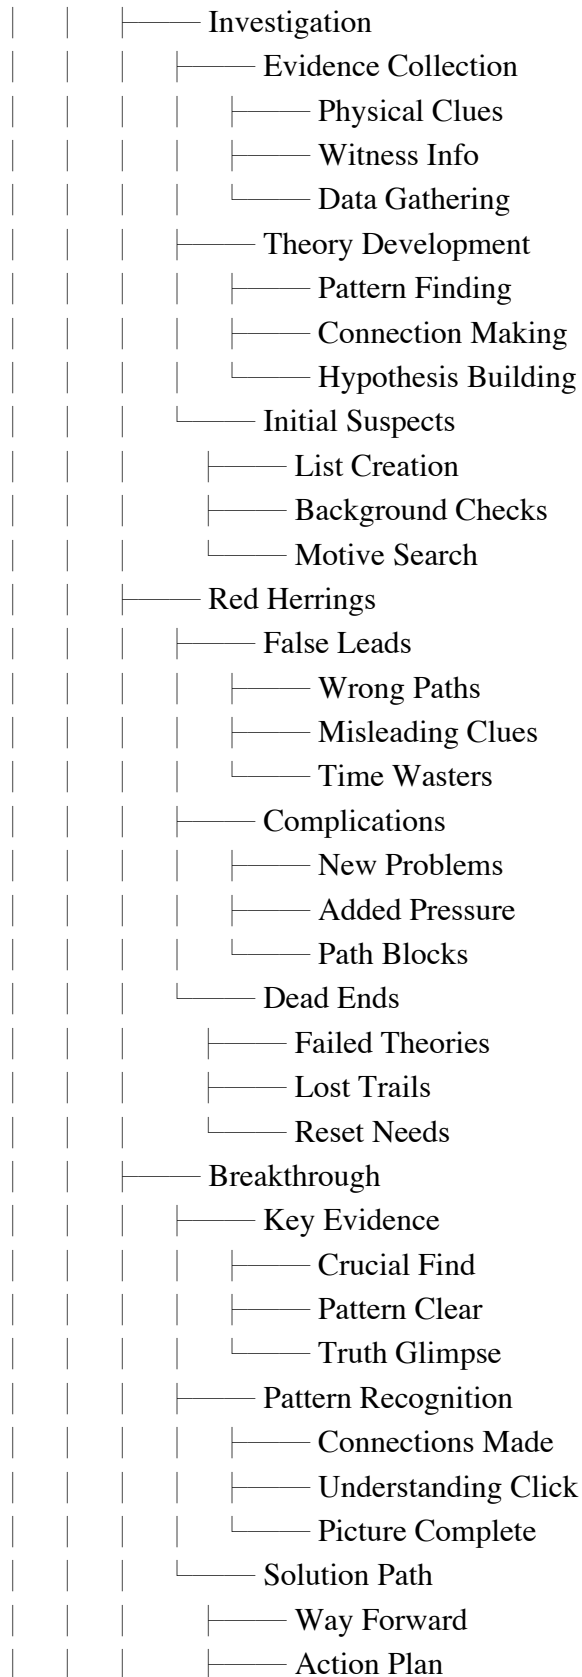 Investigation
Evidence Collection
Physical Clues
Witness Info
Data Gathering
Theory Development
Pattern Finding
Connection Making
Hypothesis Building
Initial Suspects
List Creation
Background Checks
Motive Search
Red Herrings
False Leads
Wrong Paths
Misleading Clues
Time Wasters
Complications
New Problems
Added Pressure
Path Blocks
Dead Ends
Failed Theories
Lost Trails
Reset Needs
Breakthrough
Key Evidence
Crucial Find
Pattern Clear
Truth Glimpse
Pattern Recognition
Connections Made
Understanding Click
Picture Complete
Solution Path
Way Forward
Action Plan